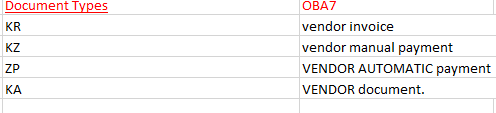 Document Types OBA7
KR vendor invoice
KZ vendor manual payment
ZP VENDOR AUTOMATIC payment
KA VENDOR document.